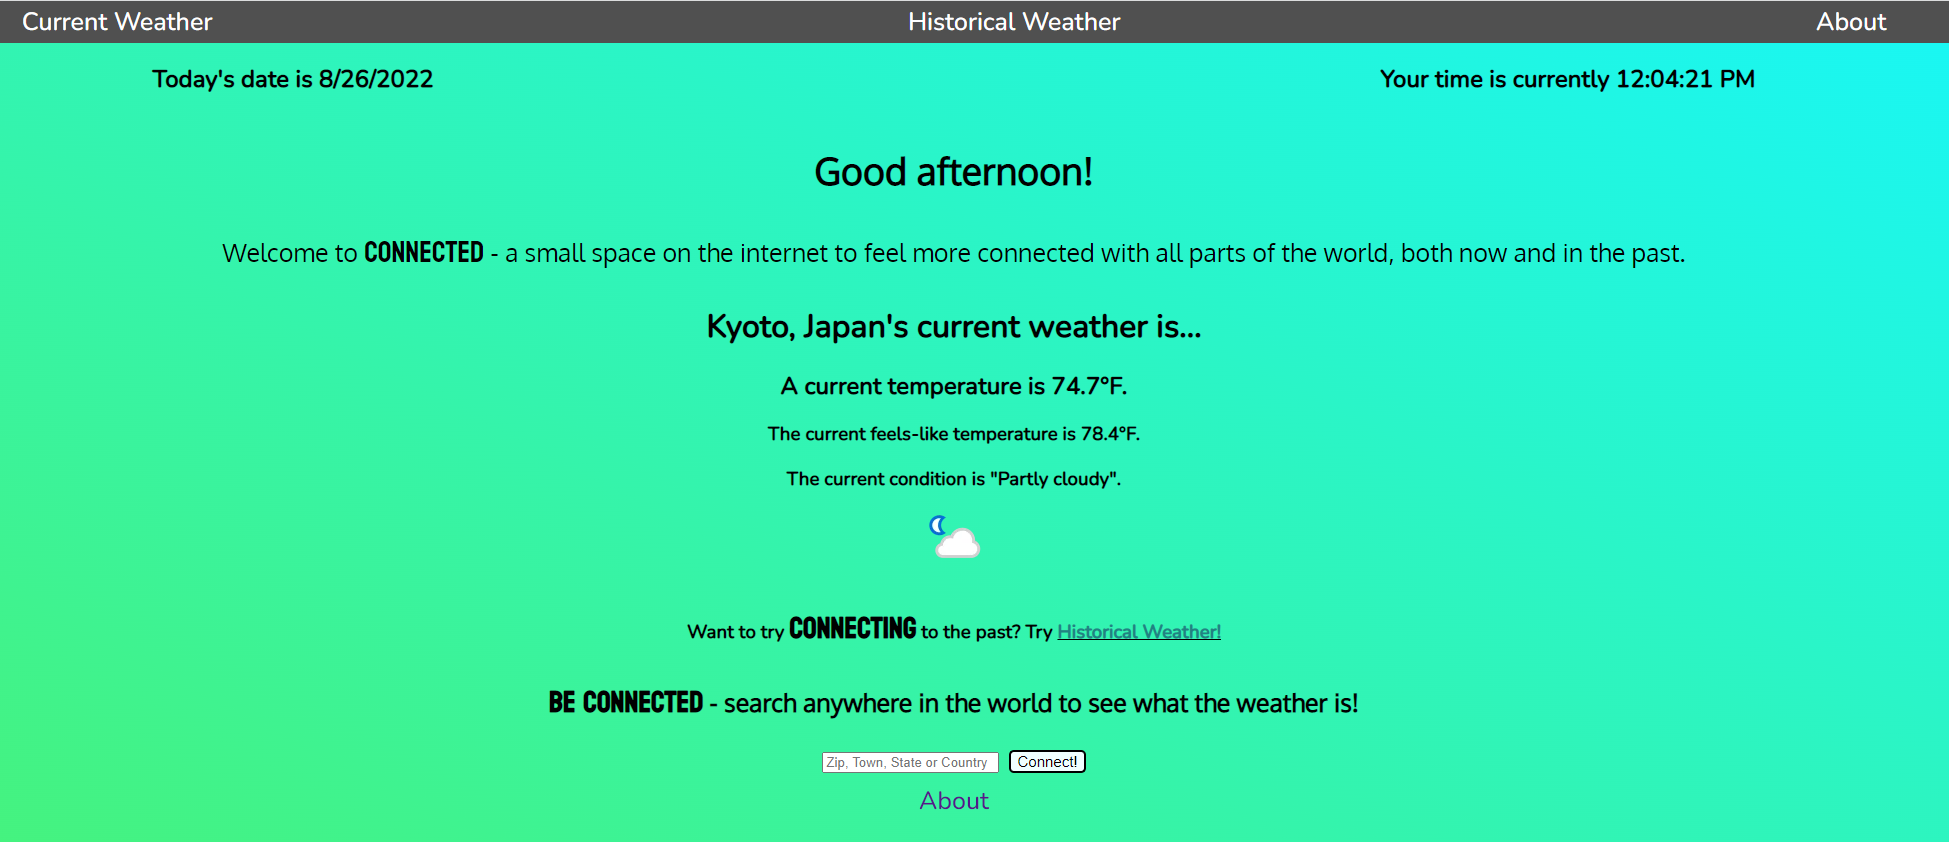 Current Weather Historical Weather About
Today's date is 8/26/2022 Your time is currently 12:04:21 PM
Good afternoon!
Welcome to CONNECTED - a small space on the internet to feel more connected with all parts of the world, both now and in the past.
Kyoto, Japan's current weather is...
A current temperature is 74.7°F.
The current feels-like temperature is 78.4°F.
The current condition is "Partly cloudy".
Want to try CONNECTING to the past? Try Historical Weather!
BE CONNECTED - search anywhere in the world to see what the weather is!
Zip, Town, State or Country Connect!
About